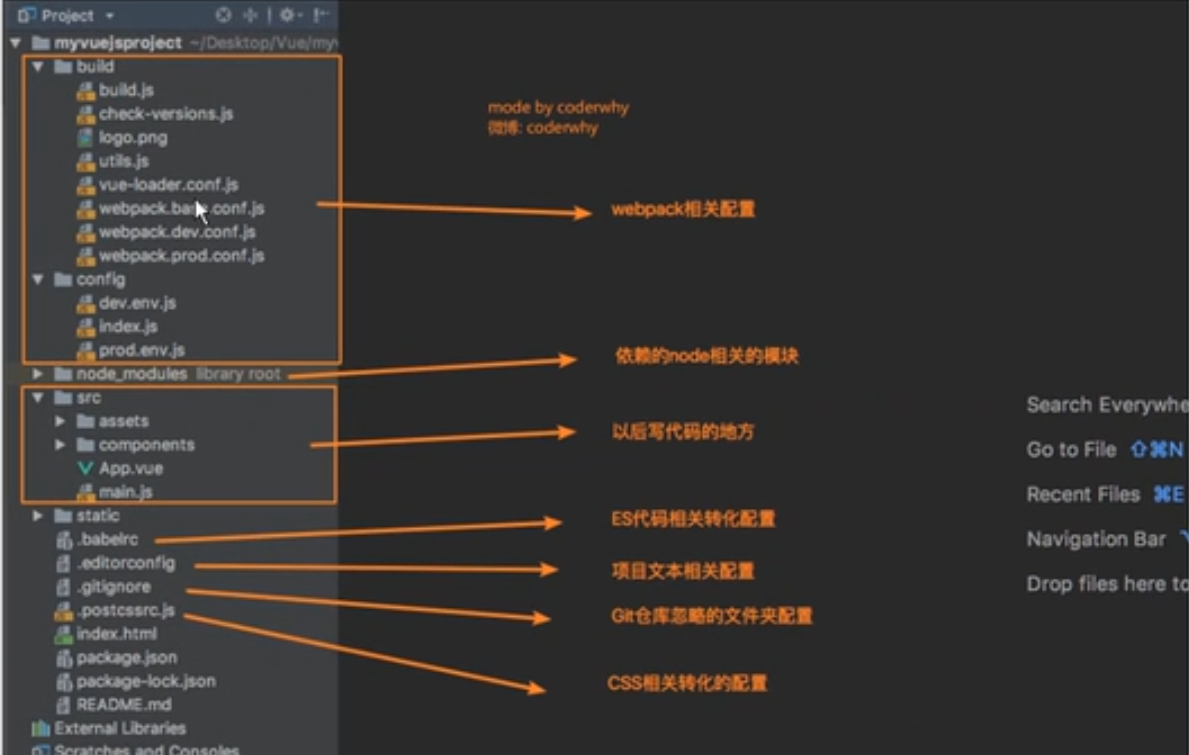 Project
myvuejsproject ~/Desktop/Vue/myv
build
build.js
check-versions.js
logo.png
utils.js
vue-loader.conf.js
webpack.base.conf.js
webpack.dev.conf.js
webpack.prod.conf.js
config
dev.env.js
index.js
prod.env.js
node_modules library root
src
assets
components
App.vue
main.js
static
.babelrc
.editorconfig
.gitignore
.postcssrc.js
index.html
package.json
package-lock.json
README.md
External Libraries
Scratches and Consoles
mode by coderwhy
微博: coderwhy
webpack相关配置
依赖的node相关的模块
以后写代码的地方
ES代码相关转化配置
项目文本相关配置
Git仓库忽略的文件夹配置
CSS相关转化的配置
Search Everywhe
Go to File ⇧⌘N
Recent Files ⌘E
Navigation Bar
Drop files here to